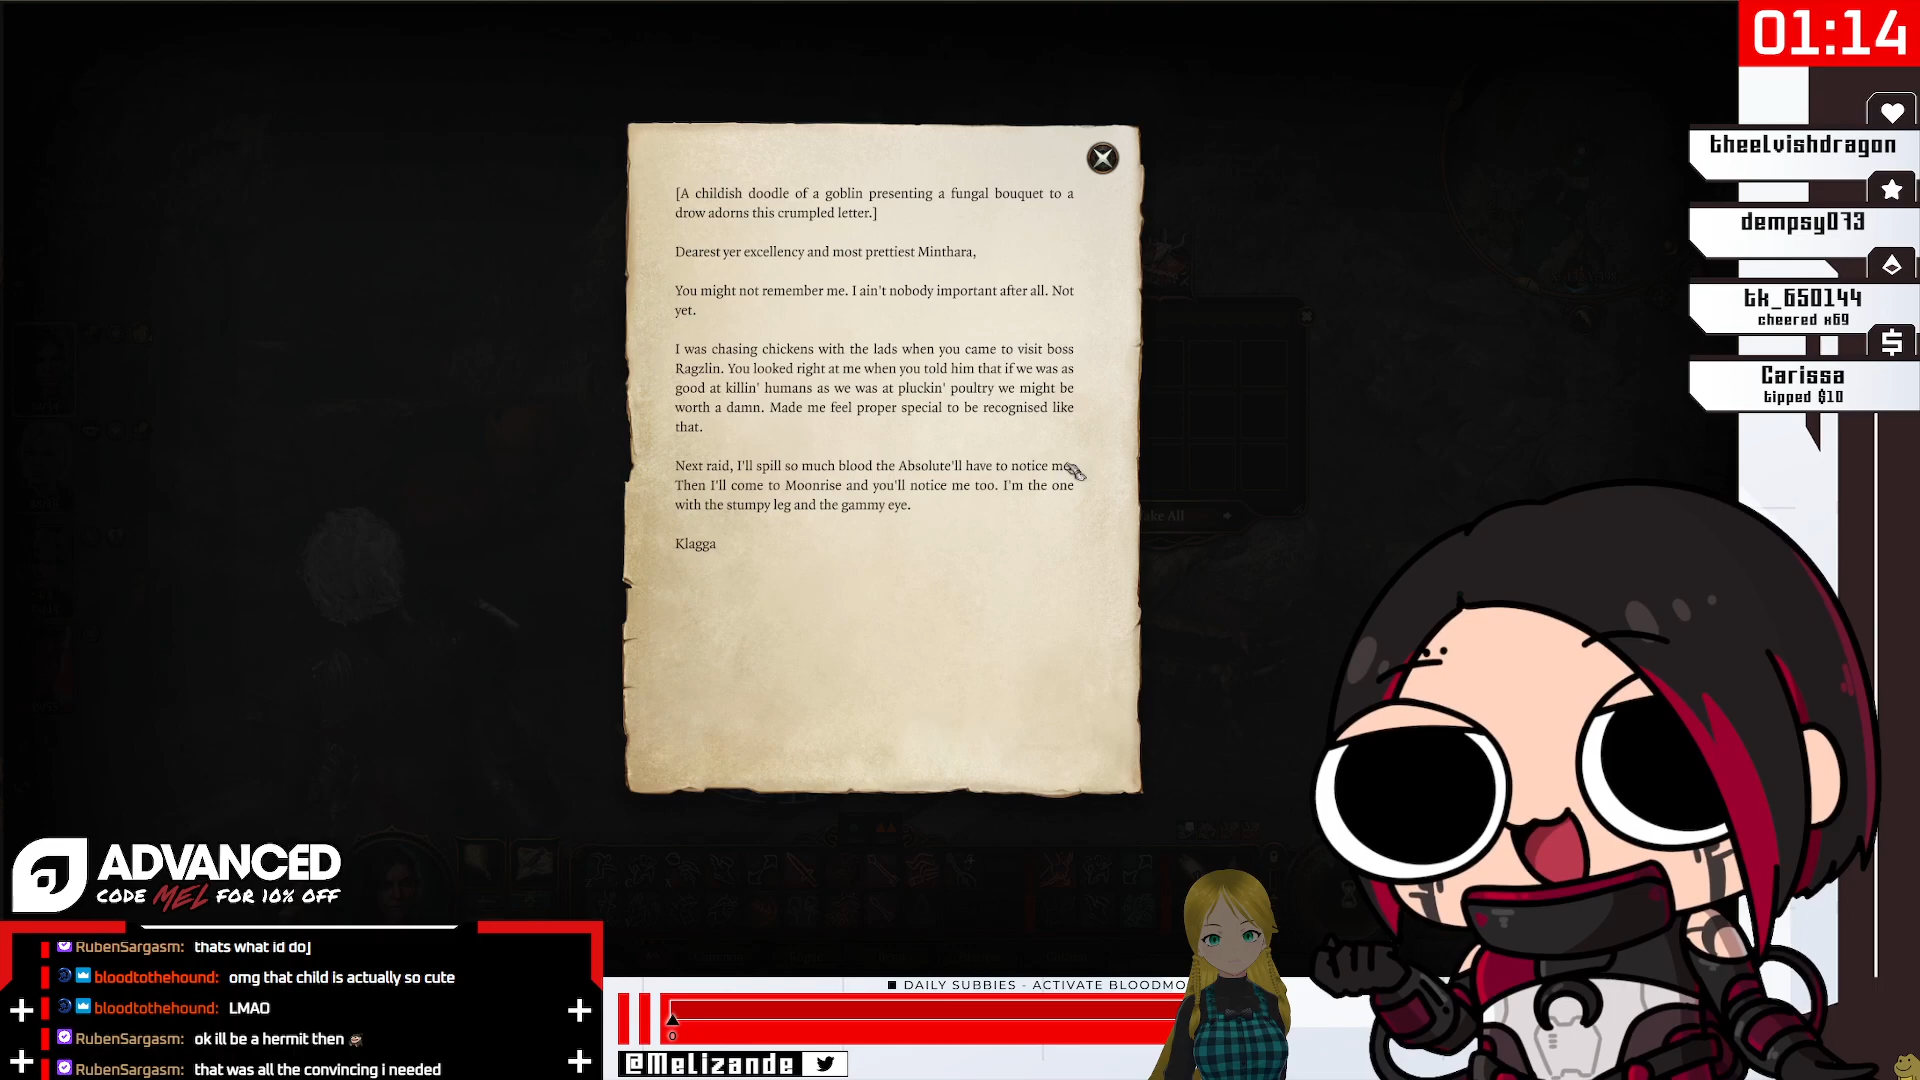 01:14
theelvishdragon
dempsy073
tk_650144
cheered x69
Carissa
tipped $10
[A childish doodle of a goblin presenting a fungal bouquet to a
drow adorns this crumpled letter.]
Dearest yer excellency and most prettiest Minthara,
You might not remember me. I ain't nobody important after all. Not
yet.
I was chasing chickens with the lads when you came to visit boss
Ragzlin. You looked right at me when you told him that if we was as
good at killin' humans as we was at pluckin' poultry we might be
worth a damn. Made me feel proper special to be recognised like
that.
Next raid, I'll spill so much blood the Absolute'll have to notice me
Then I'll come to Moonrise and you'll notice me too. I'm the one
with the stumpy leg and the gammy eye.
Klagga
Take All
ADVANCED
CODE MEL FOR 10% OFF
RubenSargasm: thats what id do]
bloodtothehound: omg that child is actually so cute
bloodtothehound: LMAO
RubenSargasm: ok ill be a hermit then
RubenSargasm: that was all the convincing i needed
DAILY SUBBIES - ACTIVATE BLOODMO
0
@Melizande